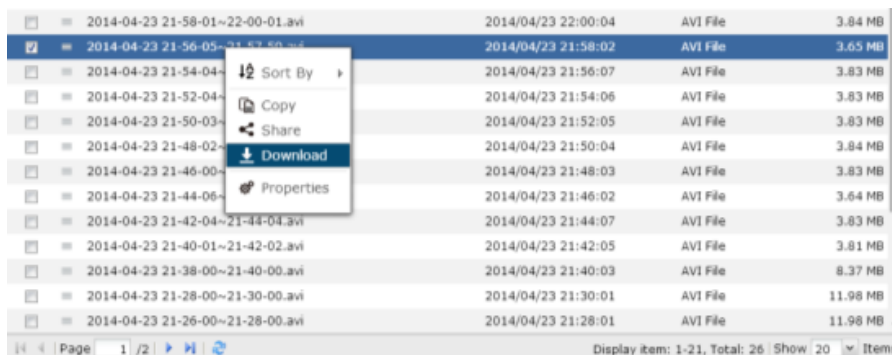 2014-04-23 21-58-01~22-00-01.avi 2014/04/23 22:00:04 AVI File 3.84 MB
2014-04-23 21-56-05~21-57-59.avi 2014/04/23 21:58:02 AVI File 3.65 MB
2014-04-23 21-54-04~ 2014/04/23 21:56:07 AVI File 3.83 MB
2014-04-23 21-52-04~ 2014/04/23 21:54:06 AVI File 3.83 MB
2014-04-23 21-50-03~ 2014/04/23 21:52:05 AVI File 3.83 MB
2014-04-23 21-48-02~ 2014/04/23 21:50:04 AVI File 3.84 MB
2014-04-23 21-46-00~ 2014/04/23 21:48:03 AVI File 3.83 MB
2014-04-23 21-44-06~ 2014/04/23 21:46:02 AVI File 3.64 MB
2014-04-23 21-42-04~21-44-04.avi 2014/04/23 21:44:07 AVI File 3.83 MB
2014-04-23 21-40-01~21-42-02.avi 2014/04/23 21:42:05 AVI File 3.81 MB
2014-04-23 21-38-00~21-40-00.avi 2014/04/23 21:40:03 AVI File 8.37 MB
2014-04-23 21-28-00~21-30-00.avi 2014/04/23 21:30:01 AVI File 11.98 MB
2014-04-23 21-26-00~21-28-00.avi 2014/04/23 21:28:01 AVI File 11.98 MB
Sort By
Copy
Share
Download
Properties
Page 1 /2 Display item: 1-21, Total: 26 Show 20 Item